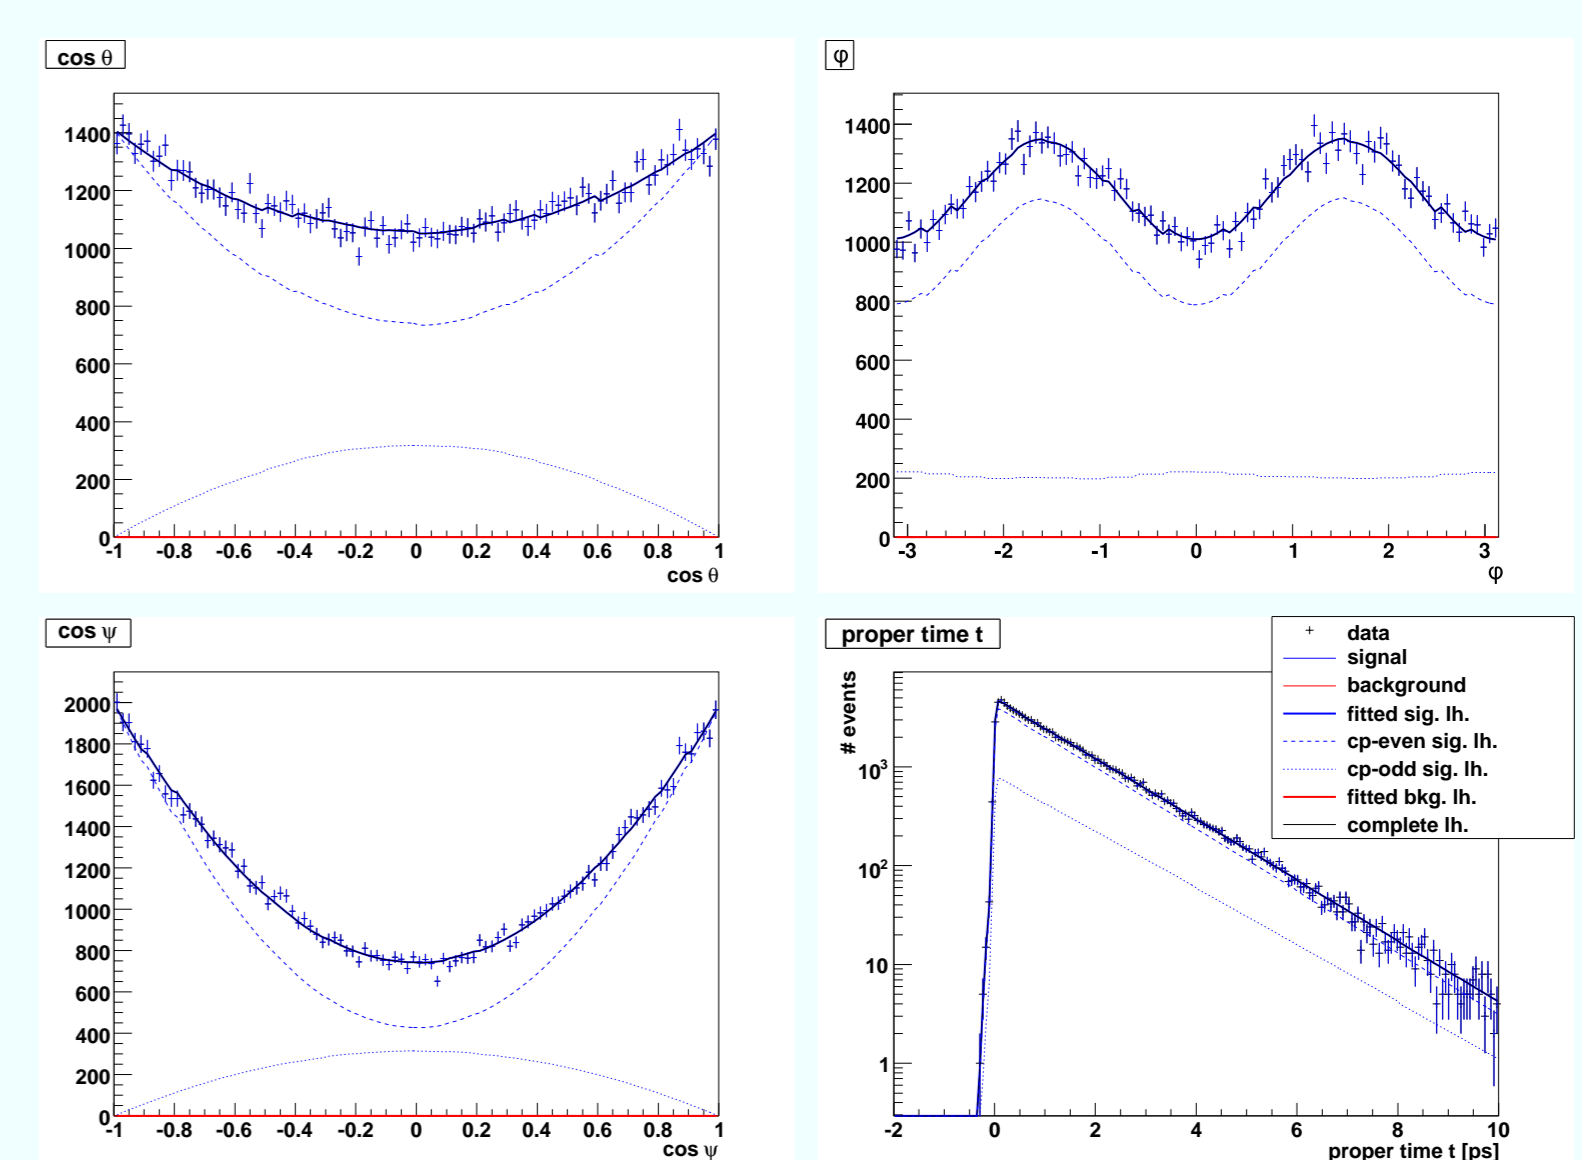 cos θ
1400
1200
1000
800
600
400
200
0
-1 -0.8 -0.6 -0.4 -0.2 0 0.2 0.4 0.6 0.8 1
cos θ
φ
1400
1200
1000
800
600
400
200
0
-3 -2 -1 0 1 2 3
φ
cos ψ
2000
1800
1600
1400
1200
1000
800
600
400
200
0
-1 -0.8 -0.6 -0.4 -0.2 0 0.2 0.4 0.6 0.8 1
cos ψ
proper time t
# events
10³
10²
10
1
-2 0 2 4 6 8 10
proper time t [ps]
data
signal
background
fitted sig. lh.
cp-even sig. lh.
cp-odd sig. lh.
fitted bkg. lh.
complete lh.